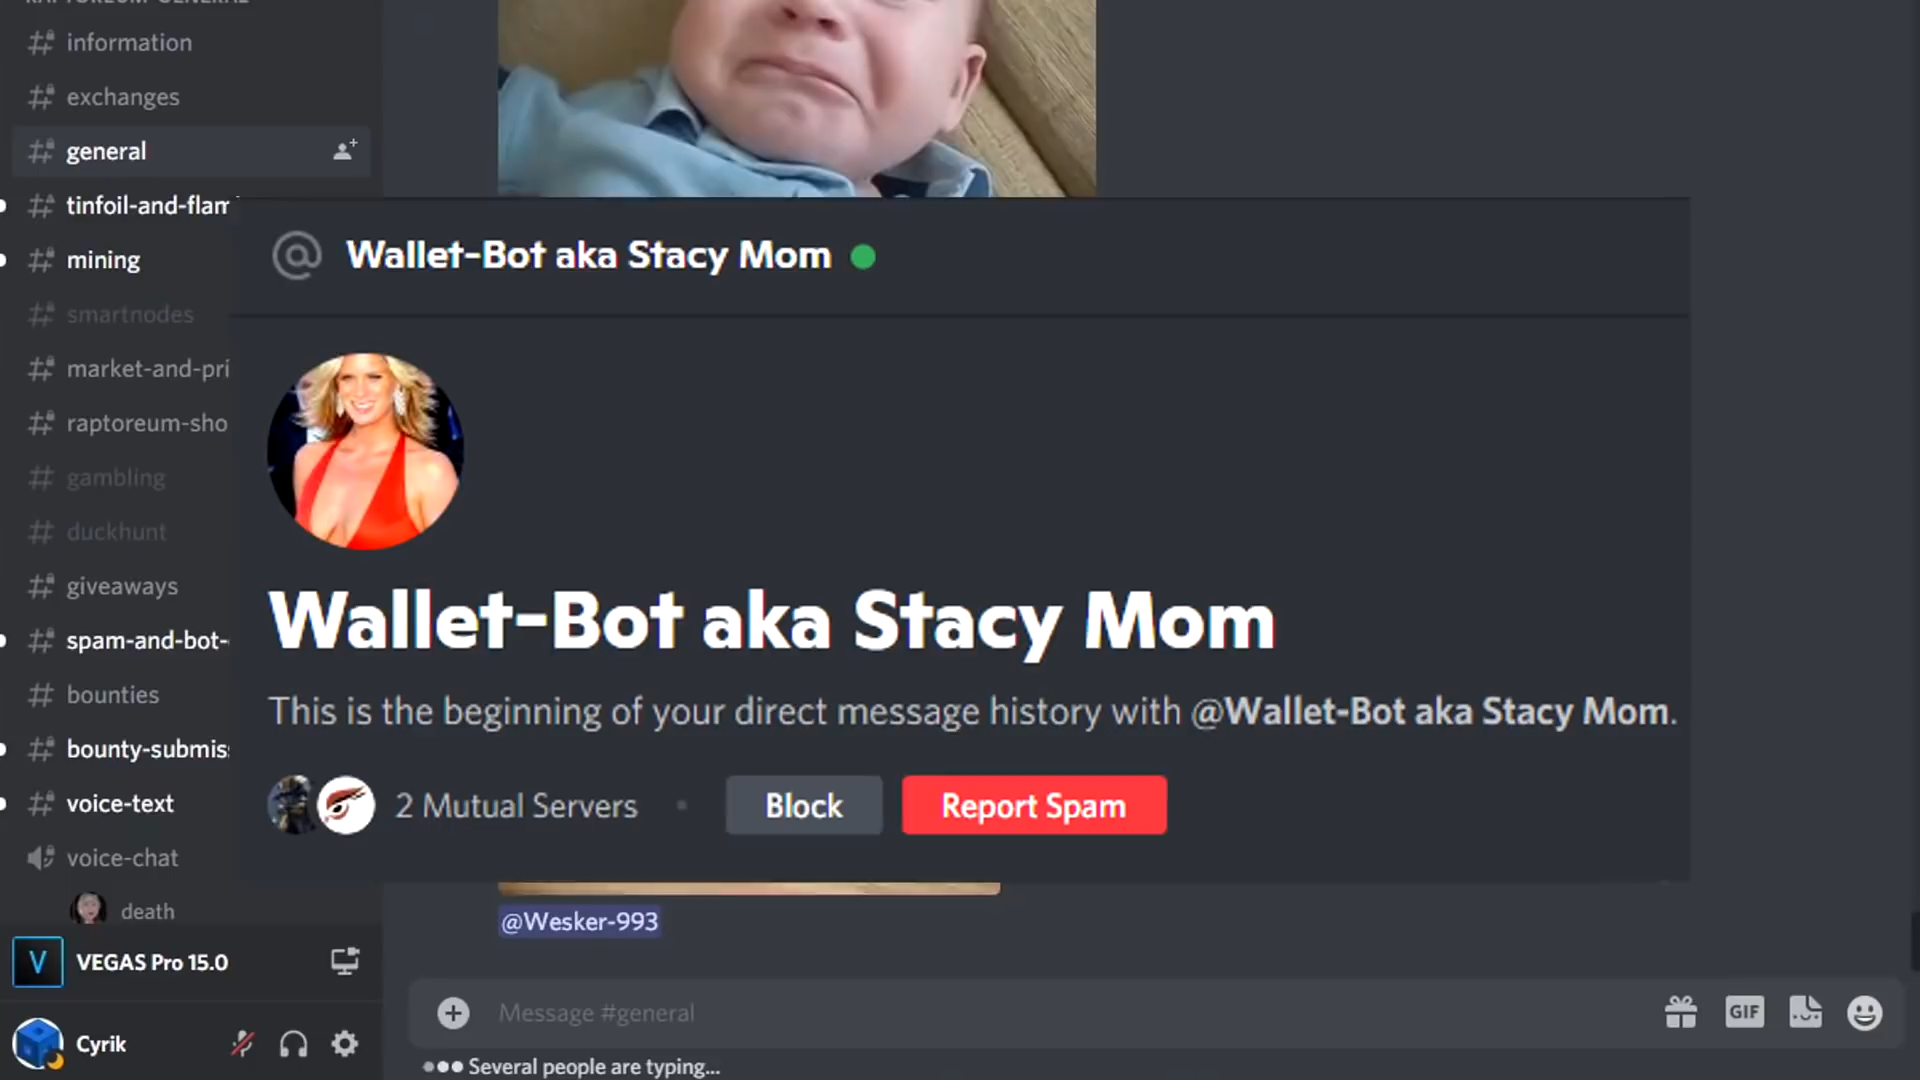 information
exchanges
general
tinfoil-and-flam
mining
smartnodes
market-and-pri
raptoreum-sho
gambling
duckhunt
giveaways
spam-and-bot-
bounties
bounty-submis
voice-text
voice-chat
death
VEGAS Pro 15.0
Cyrik
Wallet-Bot aka Stacy Mom
Wallet-Bot aka Stacy Mom
This is the beginning of your direct message history with @Wallet-Bot aka Stacy Mom.
2 Mutual Servers
Block
Report Spam
@Wesker-993
Message #general
GIF
Several people are typing...